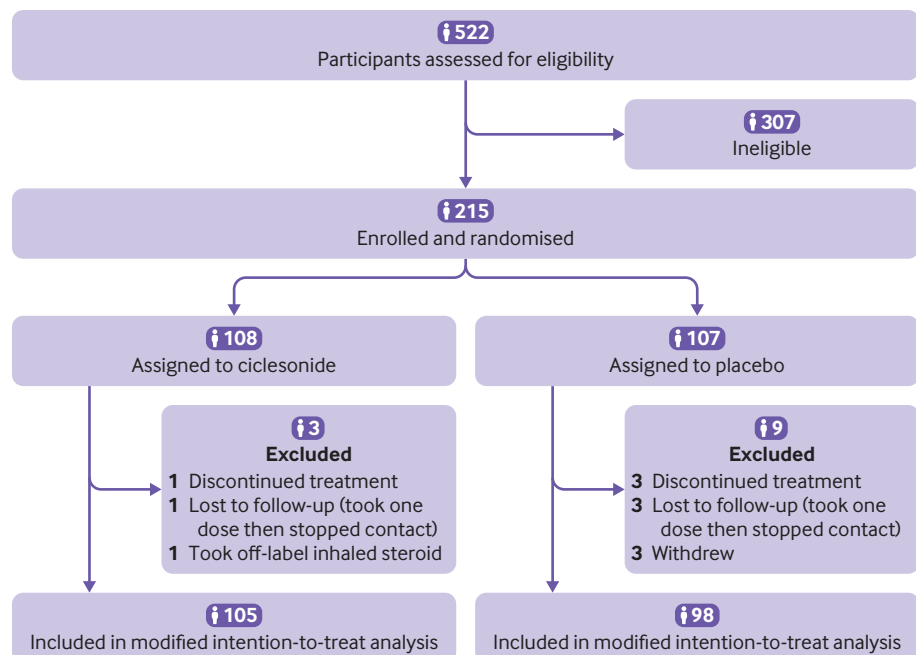 522
Participants assessed for eligibility
307
Ineligible
215
Enrolled and randomised
108
Assigned to ciclesonide
107
Assigned to placebo
3
Excluded
1 Discontinued treatment
1 Lost to follow-up (took one
dose then stopped contact)
1 Took off-label inhaled steroid
9
Excluded
3 Discontinued treatment
3 Lost to follow-up (took one
dose then stopped contact)
3 Withdrew
105
Included in modified intention-to-treat analysis
98
Included in modified intention-to-treat analysis